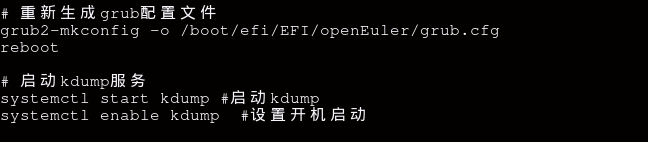 # 重新生成grub配置文件
grub2-mkconfig -o /boot/efi/EFI/openEuler/grub.cfg
reboot
# 启动kdump服务
systemctl start kdump #启动kdump
systemctl enable kdump  #设置开机启动